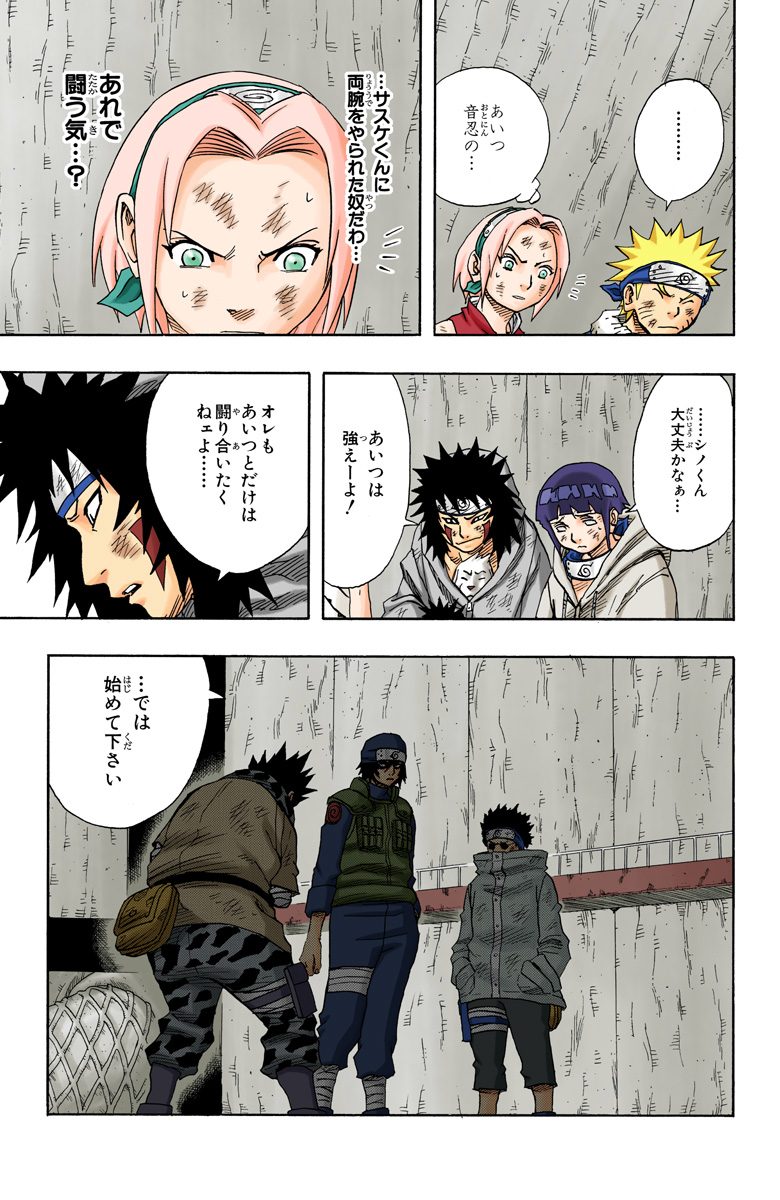 ………
あいつ
音忍の…
…サスケくんに
両腕をやられた奴だわ…
あれで
闘う気…？
……シノくん
大丈夫かなぁ…
あいつは
強えーよ！
オレも
あいつとだけは
闘り合いたく
ねェよ……
…では
始めて下さい